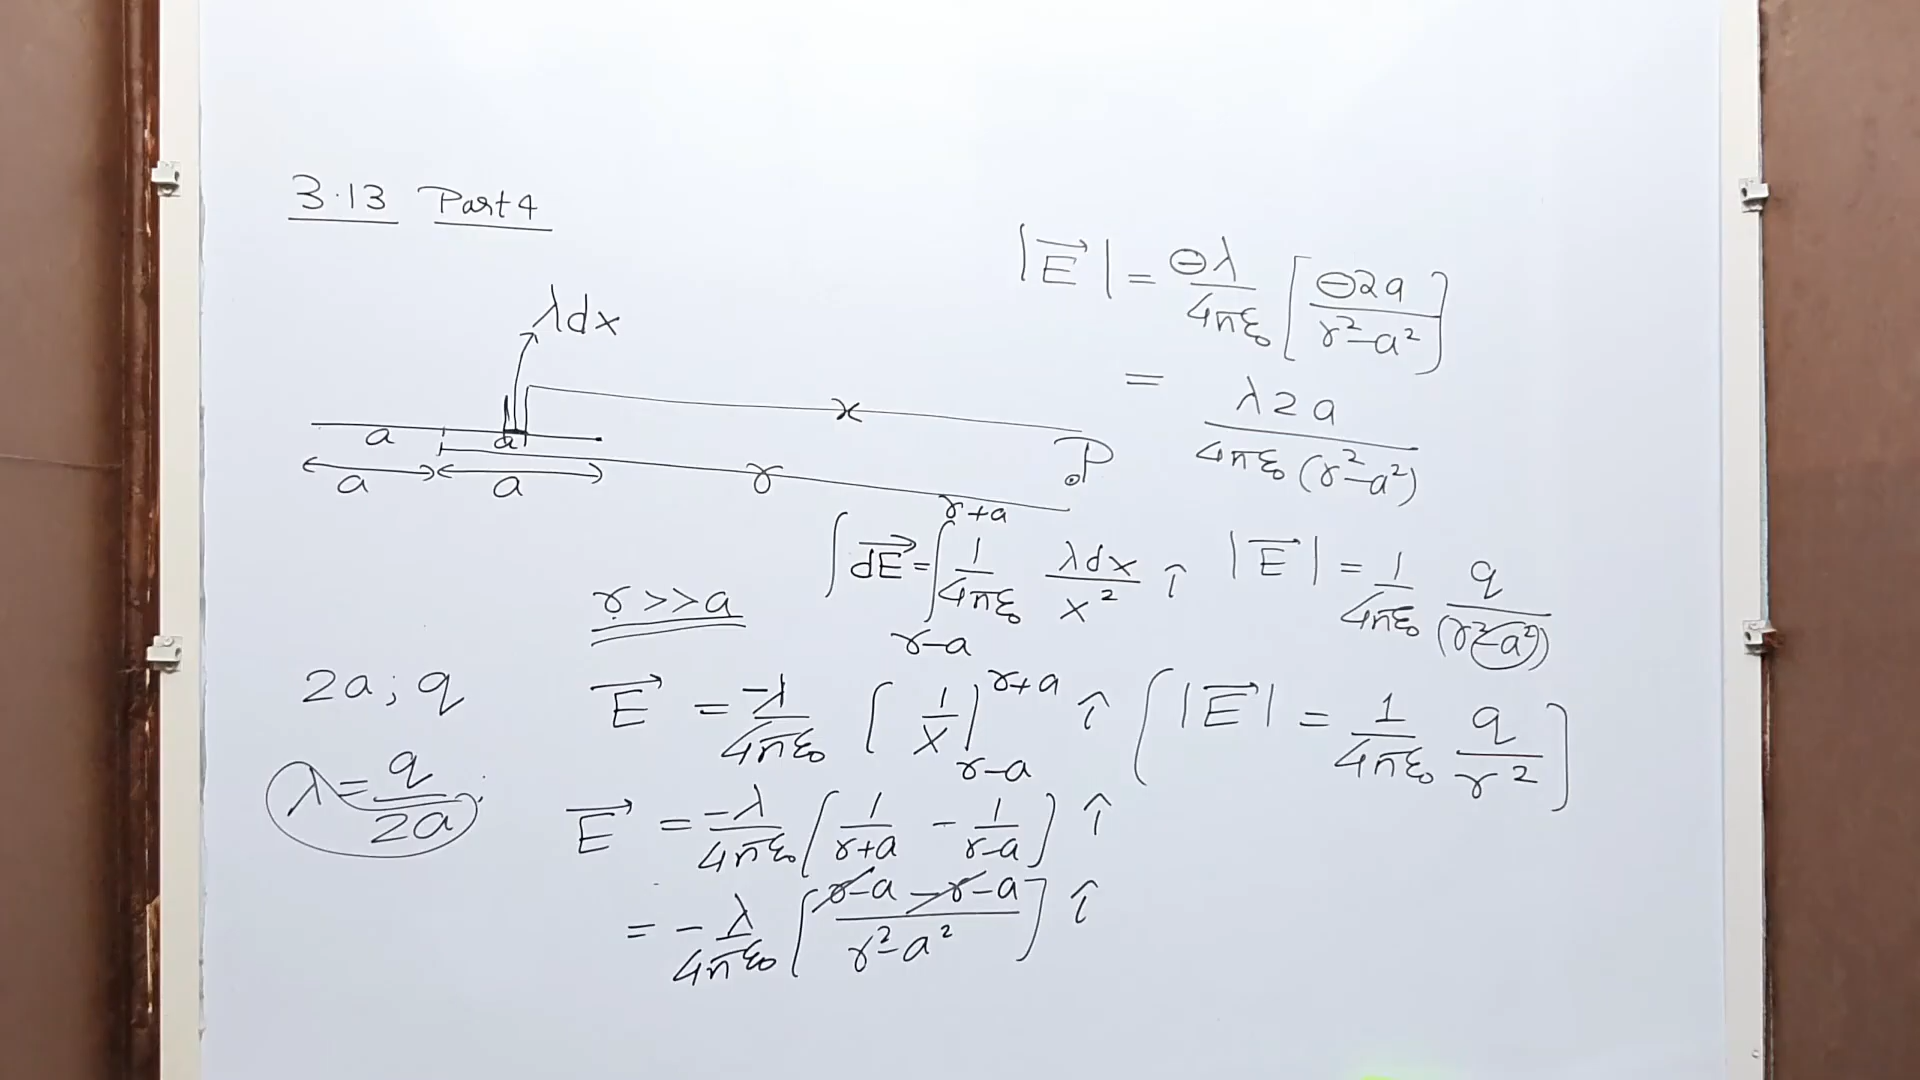 3.13 Part 4
λdx
x
a a
a a r P
∫ dE⃗ = ∫_{r-a}^{r+a} 1/4πε₀ λdx/x² î
r >> a
2a ; q
λ = q/2a ;
E⃗ = -λ/4πε₀ [1/x]_{r-a}^{r+a} î
E⃗ = -λ/4πε₀ [1/r+a - 1/r-a] î
= -λ/4πε₀ [r-a-r-a/r²-a²] î
|E⃗| = ⊖λ/4πε₀ [⊖2a/r²-a²]
= λ2a/4πε₀(r²-a²)
|E⃗| = 1/4πε₀ q/(r²-a²)
[|E⃗| = 1/4πε₀ q/r²]